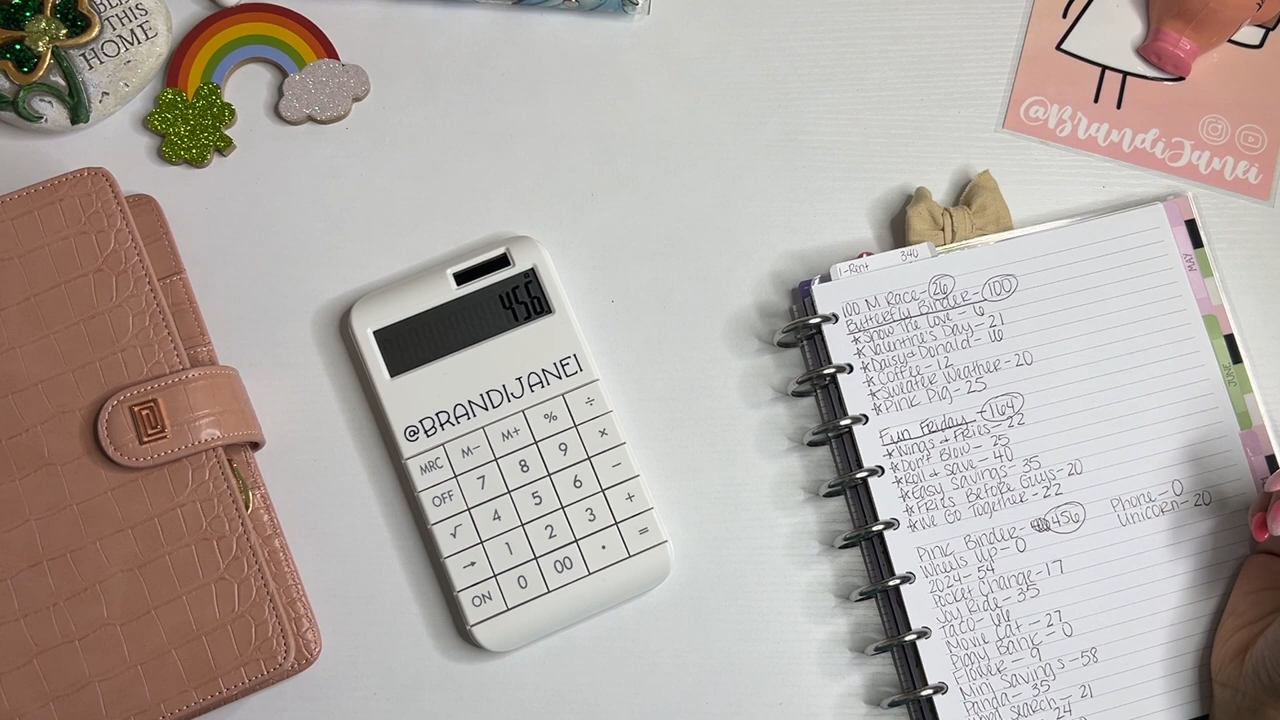 BLESS
THIS
HOME
@BrandiJanei
456
@BRANDIJANEI
MRC M- M+ % ÷
OFF 7 8 9 ×
√ 4 5 6 −
→ 1 2 3 +
ON 0 00 . =
1-Rent 340
MAY
JUNE
100 M Race - 26
Butterfly Binder - 100
*Show the Love - 6
*Valentine's Day - 21
*Daisy & Donald - 16
*Coffee - 12
*Sweater Weather - 20
*Pink Pig - 25
Fun Friday - 164
*Wings & Fries - 22
*Don't Blow - 25
*Roll & Save - 40
*Easy Savings - 35
*Fries Before Guys - 20
*We Go Together - 22
Pink Binder - 456
Phone - 0
Wheels Up - 0
Unicorn - 20
2024 - 54
Pocket Change - 17
Joy Ride - 35
Taco -
Movie Cat - 27
Piggy Bank - 0
Flower - 9
Mini Savings - 58
Panda - 35
Word Search - 21
24